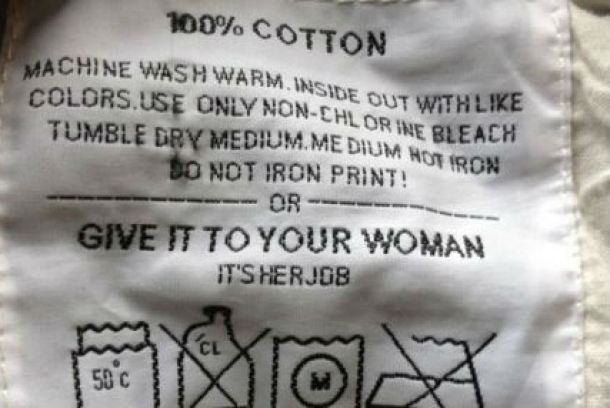 100% COTTON
MACHINE WASH WARM. INSIDE OUT WITH LIKE
COLORS. USE ONLY NON-CHLORINE BLEACH
TUMBLE DRY MEDIUM. MEDIUM HOT IRON
DO NOT IRON PRINT!
OR
GIVE IT TO YOUR WOMAN
IT'S HER JOB
50°C
CL
M